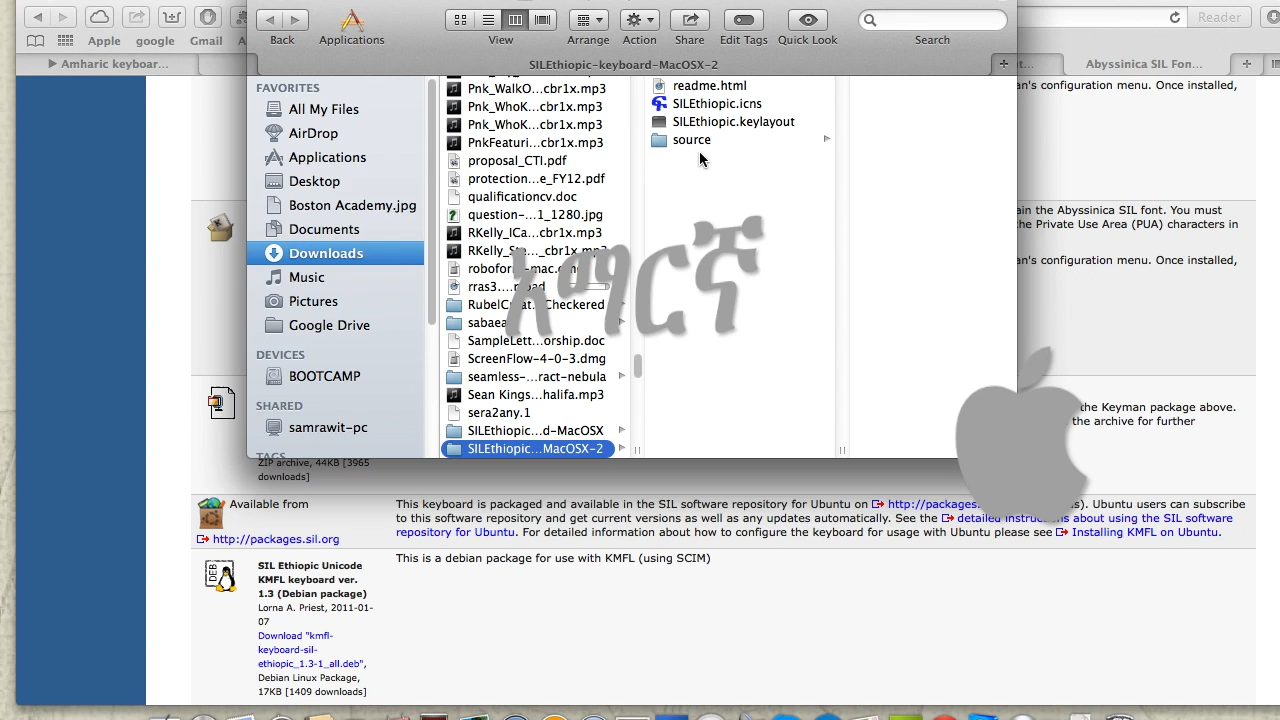 Reader
Apple
google
Gmail
Back
Applications
View
Arrange
Action
Share
Edit Tags
Quick Look
Search
SILEthiopic-keyboard-MacOSX-2
▶ Amharic keyboar...
Abyssinica SIL Fon...
FAVORITES
All My Files
AirDrop
Applications
Desktop
Boston Academy.jpg
Documents
Downloads
Music
Pictures
Google Drive
DEVICES
BOOTCAMP
SHARED
samrawit-pc
TAGS
Pnk_WalkO...cbr1x.mp3
Pnk_WhoK...cbr1x.mp3
Pnk_WhoK...cbr1x.mp3
PnkFeaturi...cbr1x.mp3
proposal_CTI.pdf
protection...e_FY12.pdf
qualificationcv.doc
question-...1_1280.jpg
RKelly_ICa...cbr1x.mp3
RKelly_Ste..._cbr1x.mp3
rras3....
SampleLett...orship.doc
ScreenFlow-4-0-3.dmg
seamless-...ract-nebula
Sean Kings...halifa.mp3
sera2any.1
SILEthiopic...d-MacOSX
SILEthiopic...MacOSX-2
readme.html
SILEthiopic.icns
SILEthiopic.keylayout
source
አማርኛ
an's configuration menu. Once installed,
ain the Abyssinica SIL font. You must
the Private Use Area (PUA) characters in
an's configuration menu. Once installed,
the Keyman package above.
the archive for further
ZIP archive, 44KB [3965
downloads]
Available from
http://packages.sil.org
This keyboard is packaged and available in the SIL software repository for Ubuntu on http://packages. s). Ubuntu users can subscribe
to this software repository and get current versions as well as any updates automatically. See the detailed instructions about using the SIL software
repository for Ubuntu. For detailed information about how to configure the keyboard for usage with Ubuntu please see Installing KMFL on Ubuntu.
SIL Ethiopic Unicode
KMFL keyboard ver.
1.3 (Debian package)
Lorna A. Priest, 2011-01-
07
Download "kmfl-
keyboard-sil-
ethiopic_1.3-1_all.deb",
Debian Linux Package,
17KB [1409 downloads]
This is a debian package for use with KMFL (using SCIM)
DEB